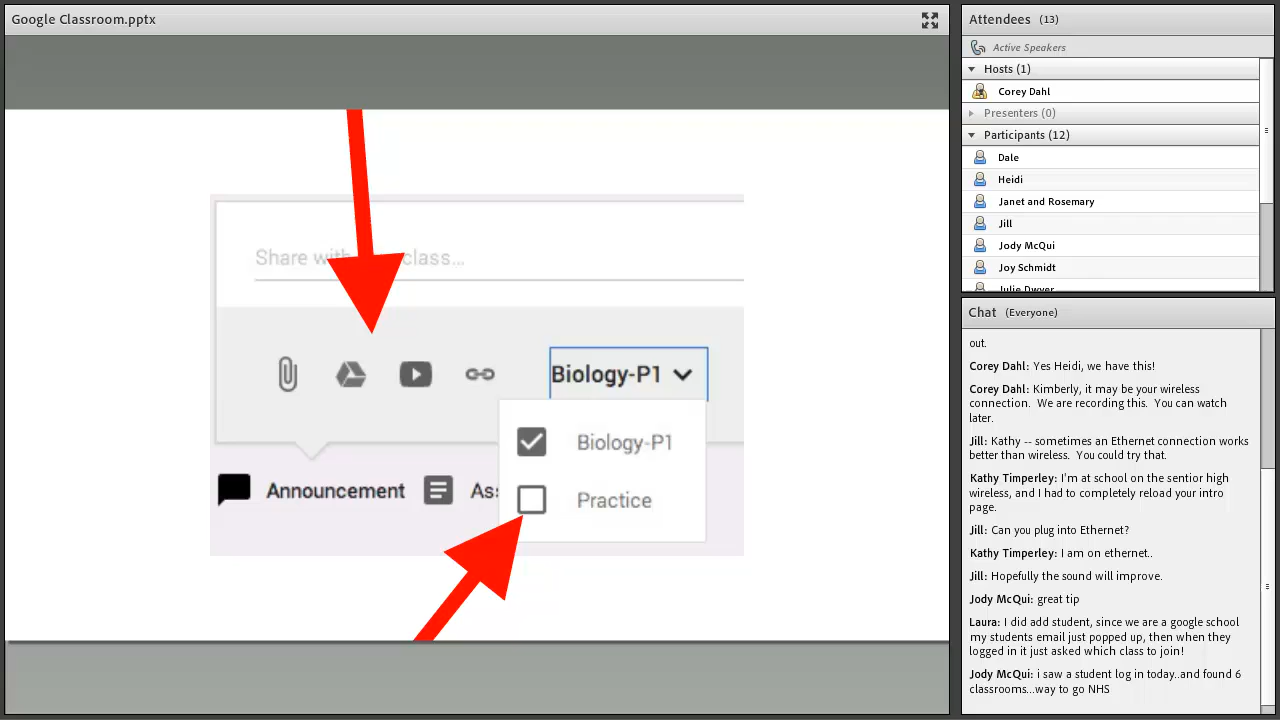 Google Classroom.pptx
Share with class...
Biology-P1
Biology-P1
Practice
Announcement
Ass
Attendees (13)
Active Speakers
Hosts (1)
Corey Dahl
Presenters (0)
Participants (12)
Dale
Heidi
Janet and Rosemary
Jill
Jody McQui
Joy Schmidt
Julie Dwyer
Chat (Everyone)
out.
Corey Dahl: Yes Heidi, we have this!
Corey Dahl: Kimberly, it may be your wireless
connection. We are recording this. You can watch
later.
Jill: Kathy -- sometimes an Ethernet connection works
better than wireless. You could try that.
Kathy Timperley: I'm at school on the sentior high
wireless, and I had to completely reload your intro
page.
Jill: Can you plug into Ethernet?
Kathy Timperley: I am on ethernet..
Jill: Hopefully the sound will improve.
Jody McQui: great tip
Laura: I did add student, since we are a google school
my students email just popped up, then when they
logged in it just asked which class to join!
Jody McQui: i saw a student log in today..and found 6
classrooms...way to go NHS